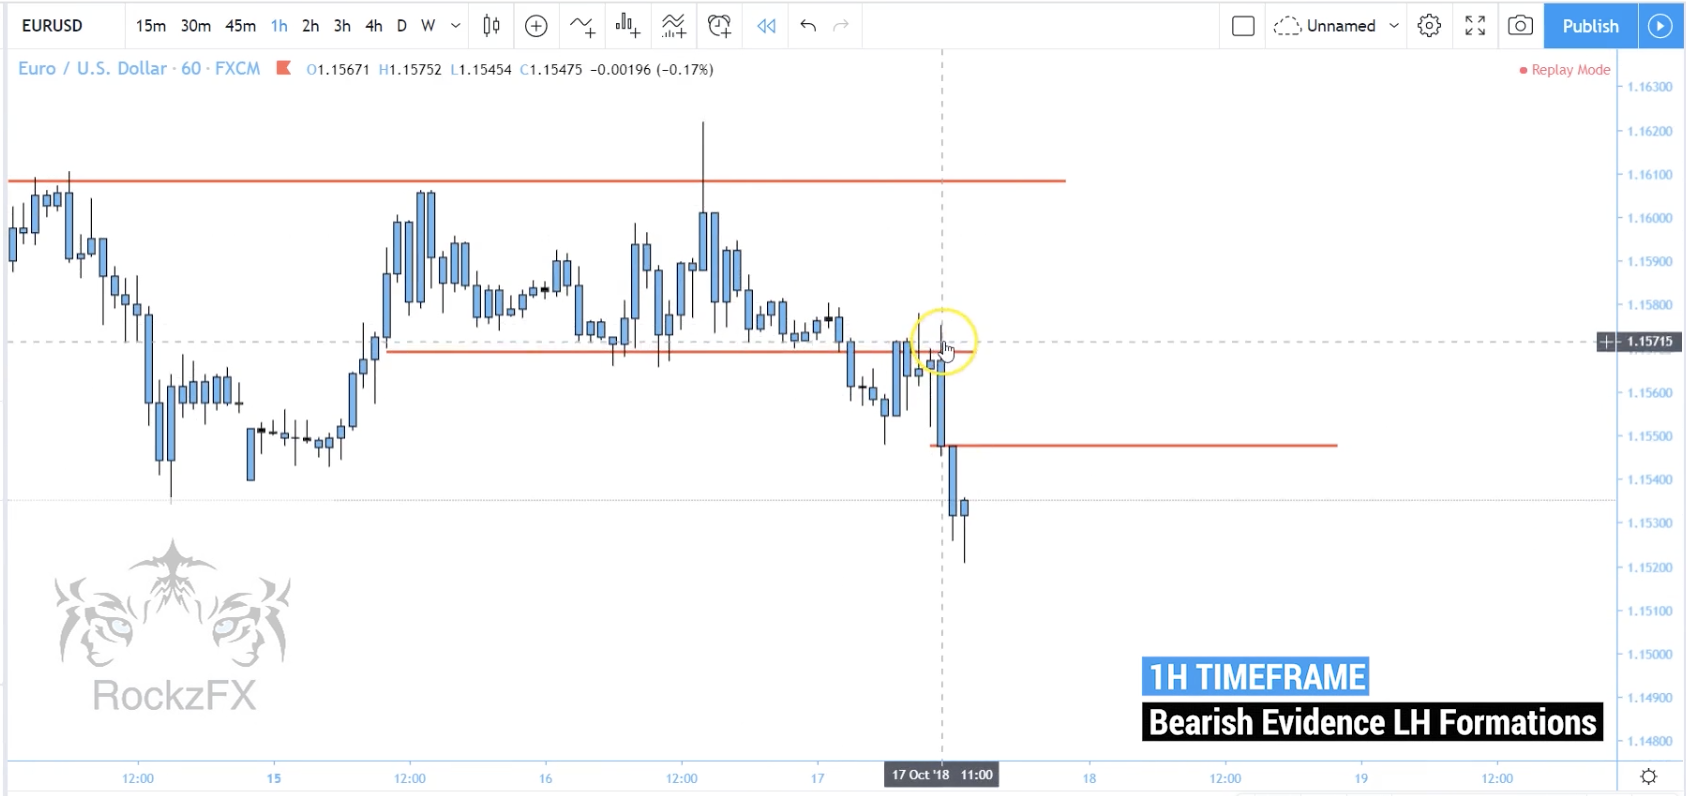 EURUSD 15m 30m 45m 1h 2h 3h 4h D W Unnamed Publish
Euro / U.S. Dollar · 60 · FXCM O1.15671 H1.15752 L1.15454 C1.15475 −0.00196 (−0.17%) Replay Mode
1.16300
1.16200
1.16100
1.16000
1.15900
1.15800
1.15715
1.15600
1.15500
1.15400
1.15300
1.15200
1.15100
1.15000
1.14900
1.14800
RockzFX
1H TIMEFRAME
Bearish Evidence LH Formations
12:00 15 12:00 16 12:00 17 17 Oct '18 11:00 18 12:00 19 12:00